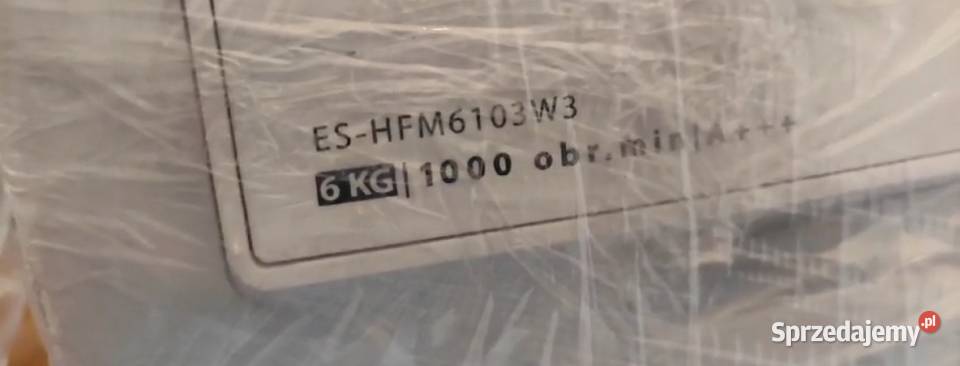 ES-HFM6103W3
6 KG | 1000 obr.min | A+++
Sprzedajemy.pl